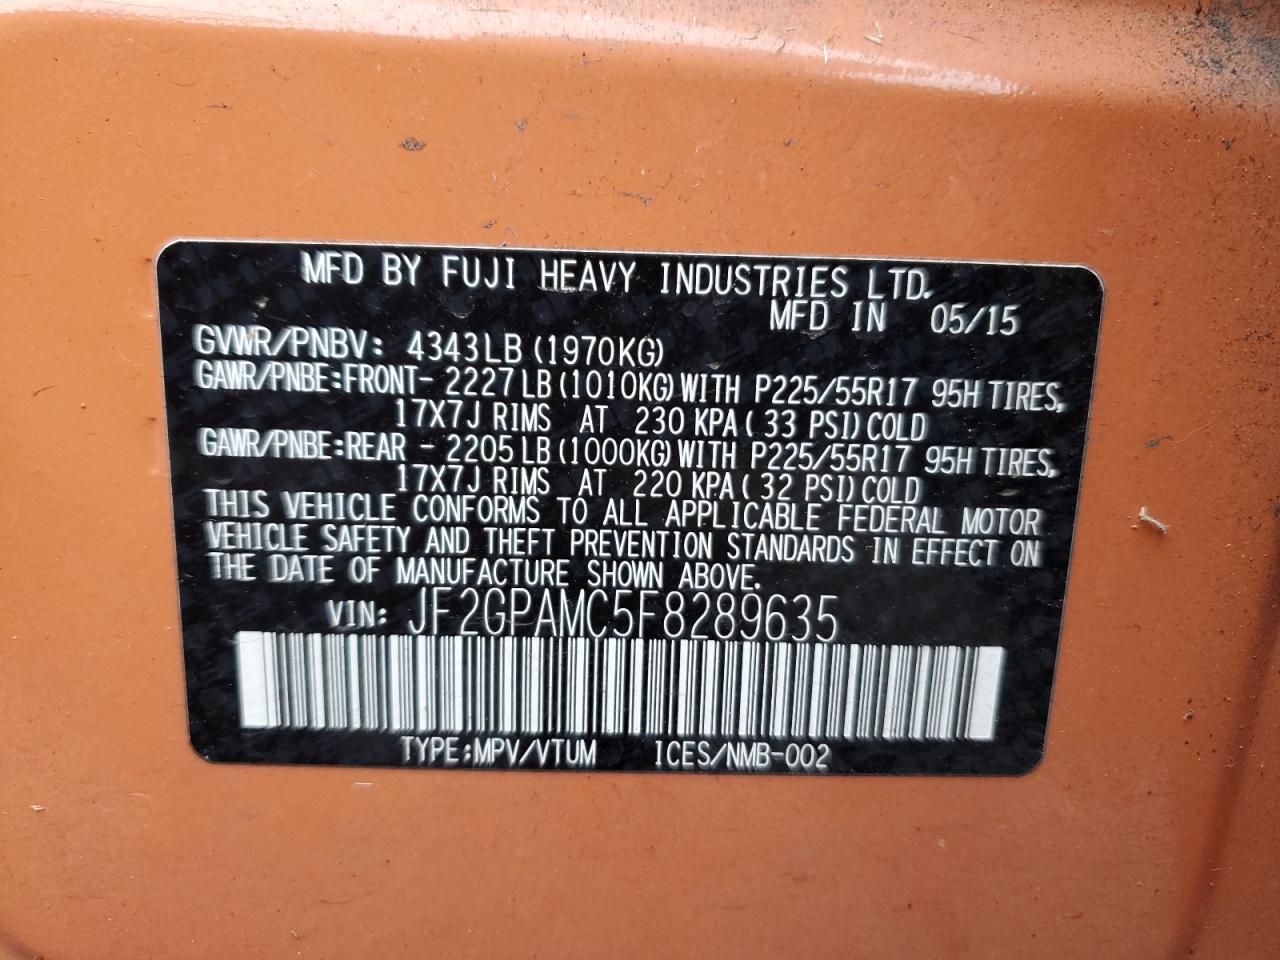 MFD BY FUJI HEAVY INDUSTRIES LTD.
MFD IN 05/15
GVWR/PNBV: 4343LB (1970KG)
GAWR/PNBE:FRONT- 2227LB (1010KG) WITH P225/55R17 95H TIRES,
17X7J RIMS AT 230 KPA ( 33 PSI) COLD
GAWR/PNBE:REAR - 2205LB (1000KG) WITH P225/55R17 95H TIRES,
17X7J RIMS AT 220 KPA ( 32 PSI) COLD
THIS VEHICLE CONFORMS TO ALL APPLICABLE FEDERAL MOTOR
VEHICLE SAFETY AND THEFT PREVENTION STANDARDS IN EFFECT ON
THE DATE OF MANUFACTURE SHOWN ABOVE.
VIN: JF2GPAMC5F8289635
TYPE:MPV/VTUM ICES/NMB-002